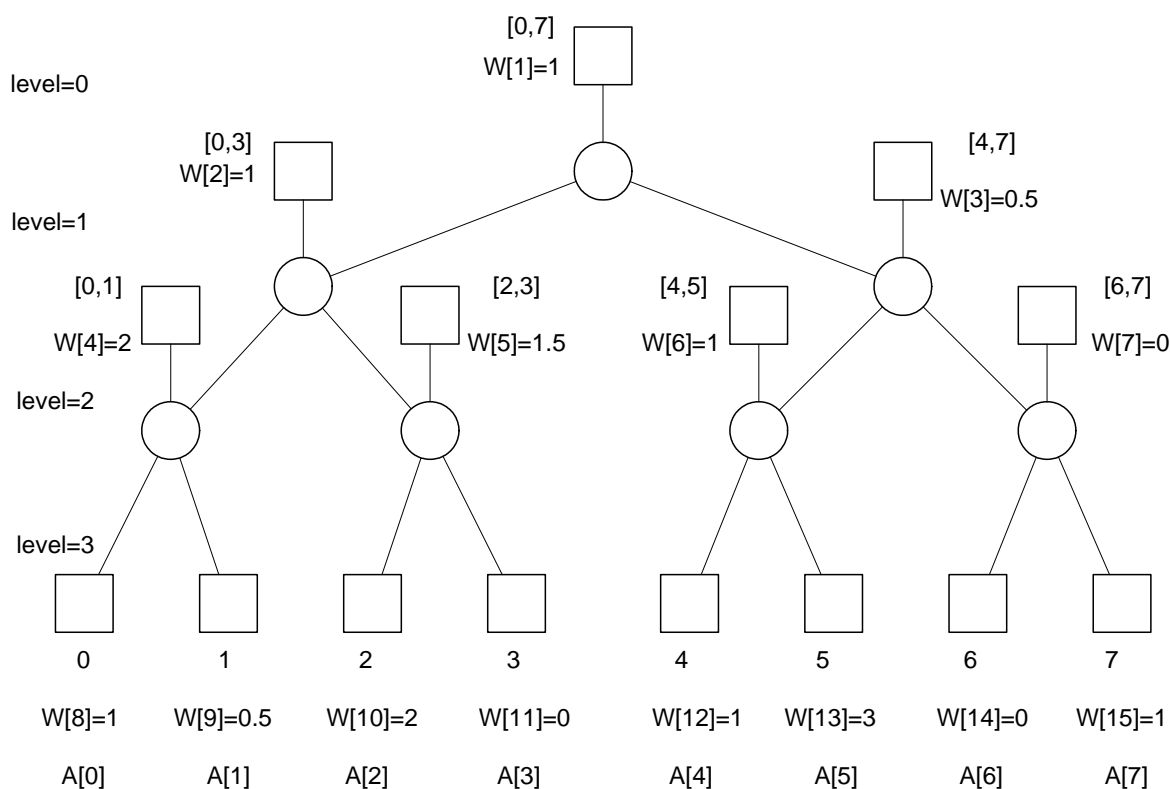 [0,7]
W[1]=1
level=0
[0,3]
W[2]=1
[4,7]
W[3]=0.5
level=1
[0,1]
W[4]=2
[2,3]
W[5]=1.5
[4,5]
W[6]=1
[6,7]
W[7]=0
level=2
level=3
0 1 2 3 4 5 6 7
W[8]=1 W[9]=0.5 W[10]=2 W[11]=0 W[12]=1 W[13]=3 W[14]=0 W[15]=1
A[0] A[1] A[2] A[3] A[4] A[5] A[6] A[7]